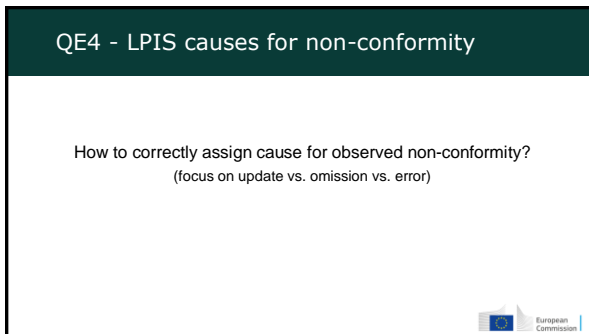 QE4 - LPIS causes for non-conformity
How to correctly assign cause for observed non-conformity?
(focus on update vs. omission vs. error)
European
Commission